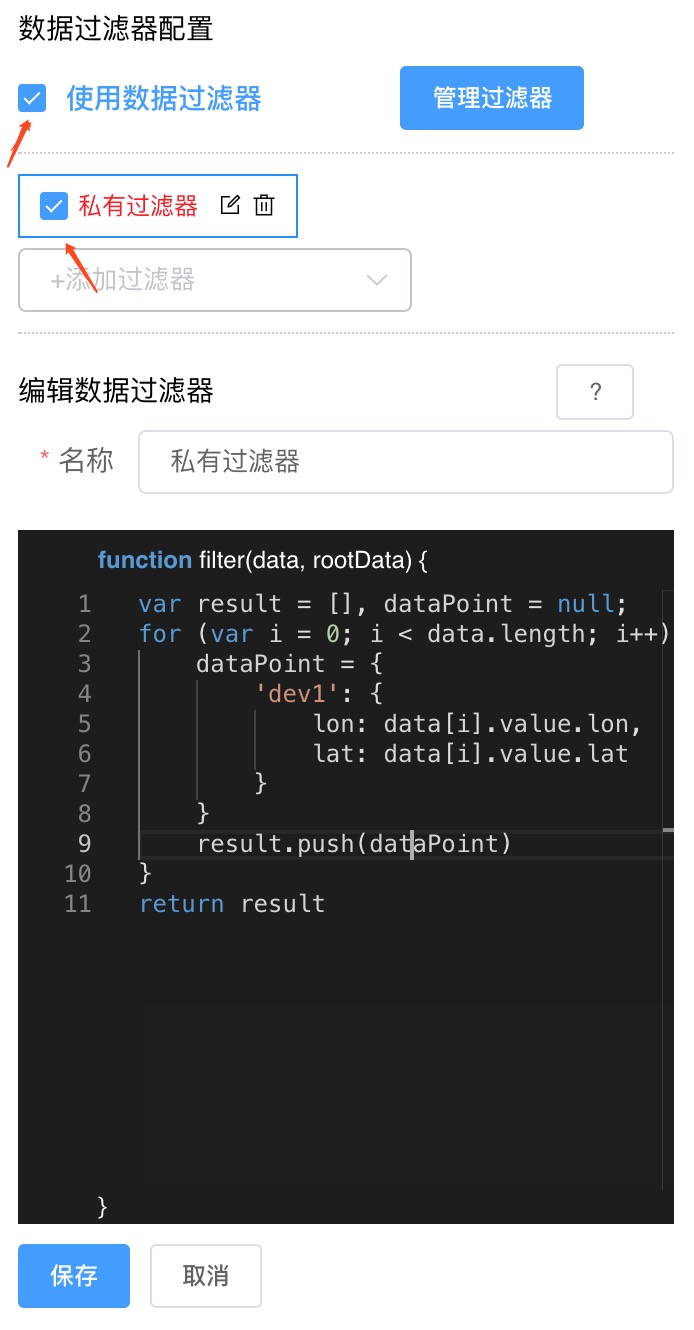 数据过滤器配置
使用数据过滤器 管理过滤器
私有过滤器
+添加过滤器
编辑数据过滤器 ?
* 名称 私有过滤器
function filter(data, rootData) {
1 var result = [], dataPoint = null;
2 for (var i = 0; i < data.length; i++)
3 dataPoint = {
4 'dev1': {
5 lon: data[i].value.lon,
6 lat: data[i].value.lat
7 }
8 }
9 result.push(dataPoint)
10 }
11 return result
}
保存 取消